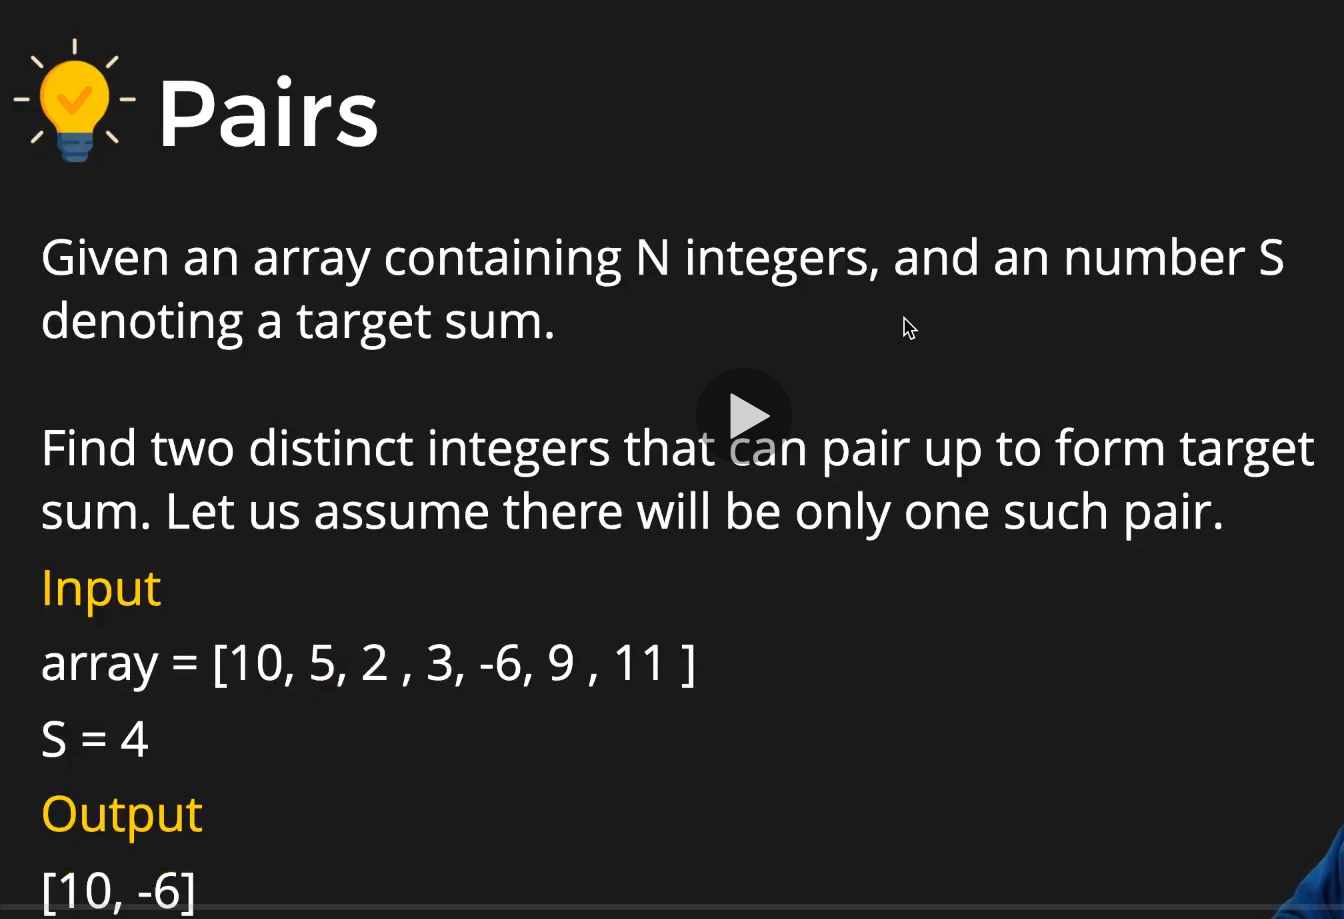 Pairs
Given an array containing N integers, and an number S
denoting a target sum.
Find two distinct integers that can pair up to form target
sum. Let us assume there will be only one such pair.
Input
array = [10, 5, 2 , 3, -6, 9 , 11 ]
S = 4
Output
[10, -6]